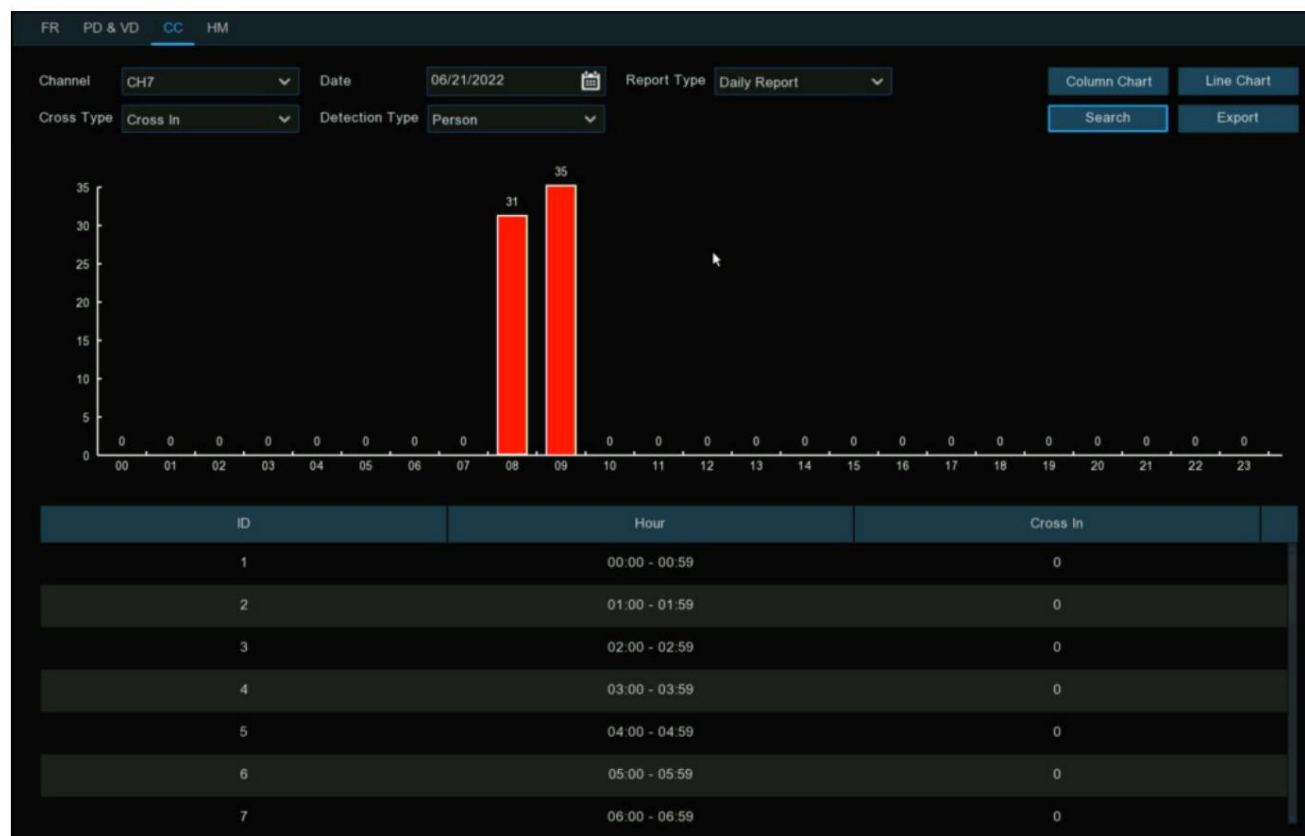 FR PD & VD CC HM
Channel CH7 Date 06/21/2022 Report Type Daily Report Column Chart Line Chart
Cross Type Cross In Detection Type Person Search Export
35
31
35
30
25
20
15
10
5
0
0 0 0 0 0 0 0 0 0 0 0 0 0 0 0 0 0 0 0 0 0 0
00 01 02 03 04 05 06 07 08 09 10 11 12 13 14 15 16 17 18 19 20 21 22 23
ID Hour Cross In
1 00:00 - 00:59 0
2 01:00 - 01:59 0
3 02:00 - 02:59 0
4 03:00 - 03:59 0
5 04:00 - 04:59 0
6 05:00 - 05:59 0
7 06:00 - 06:59 0